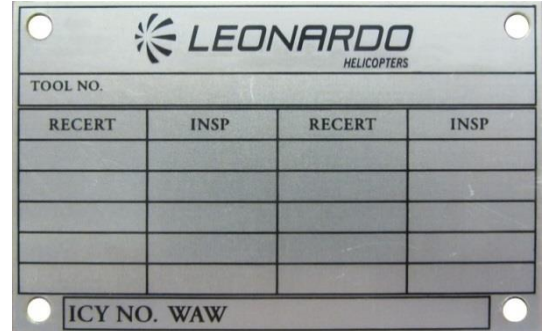 LEONARDO
HELICOPTERS
TOOL NO.
RECERT INSP RECERT INSP
ICY NO. WAW